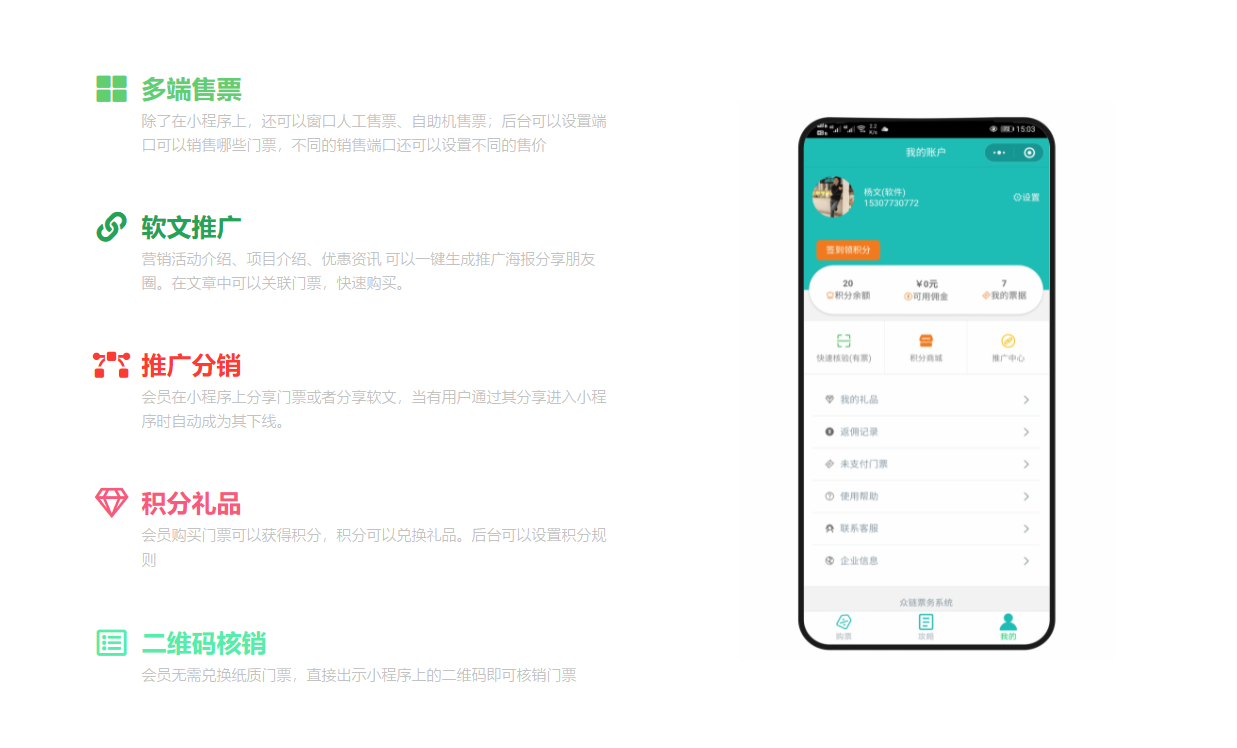 多端售票
除了在小程序上，还可以窗口人工售票、自助机售票；后台可以设置端
口可以销售哪些门票，不同的销售端口还可以设置不同的售价
软文推广
营销活动介绍、项目介绍、优惠资讯 可以一键生成推广海报分享朋友
圈。在文章中可以关联门票，快速购买。
推广分销
会员在小程序上分享门票或者分享软文，当有用户通过其分享进入小程
序时自动成为其下线。
积分礼品
会员购买门票可以获得积分，积分可以兑换礼品。后台可以设置积分规
则
二维码核销
会员无需兑换纸质门票，直接出示小程序上的二维码即可核销门票
15:03
我的账户
杨文(软件)
15307730772
设置
签到领积分
20 ￥0元 7
积分余额 可用佣金 我的票据
快速核验(有票) 积分商城 推广中心
我的礼品
返佣记录
未支付门票
使用帮助
联系客服
企业信息
众链票务系统
购票 攻略 我的